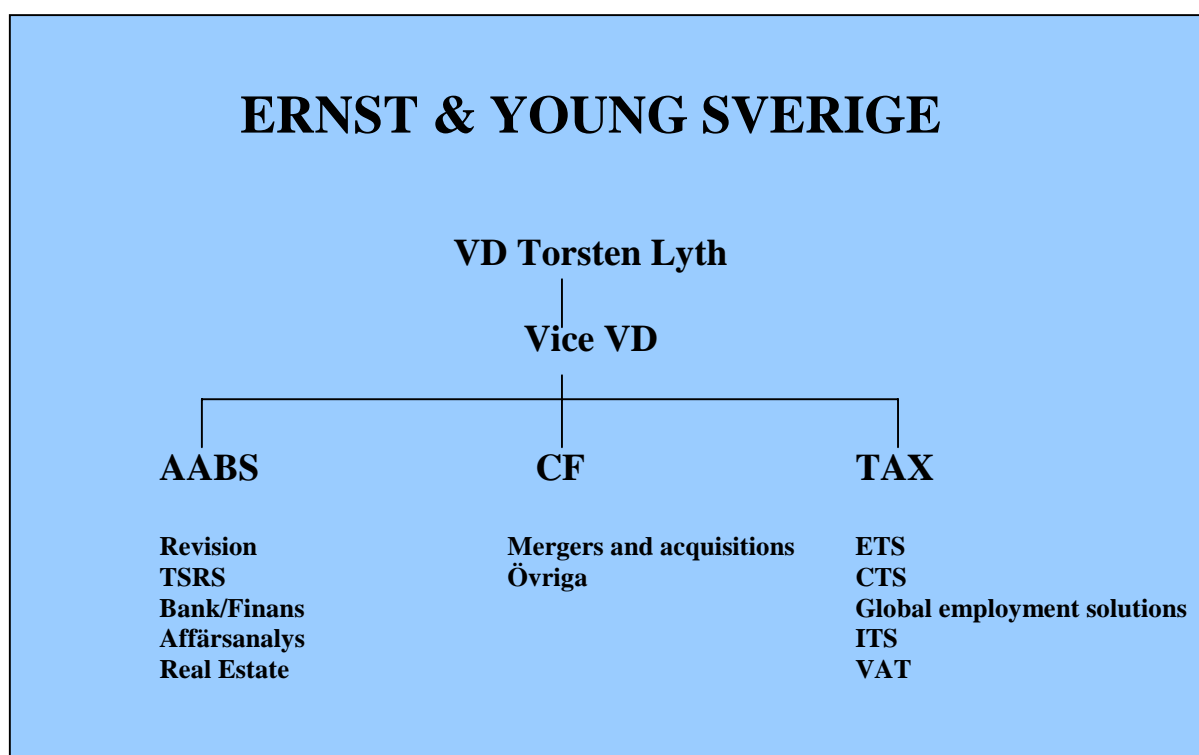 ERNST & YOUNG SVERIGE
VD Torsten Lyth
Vice VD
AABS
CF
TAX
Revision
TSRS
Bank/Finans
Affärsanalys
Real Estate
Mergers and acquisitions
Övriga
ETS
CTS
Global employment solutions
ITS
VAT